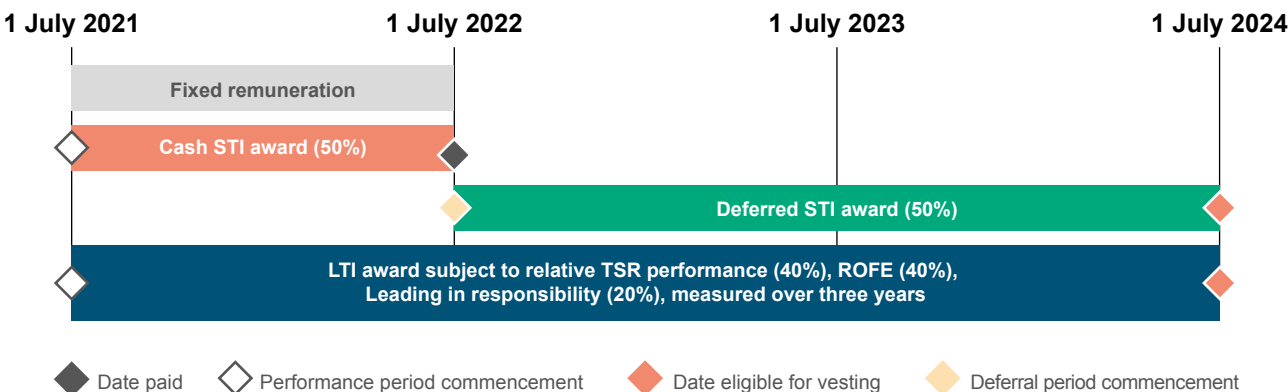 1 July 2021 1 July 2022 1 July 2023 1 July 2024
Fixed remuneration
Cash STI award (50%)
Deferred STI award (50%)
LTI award subject to relative TSR performance (40%), ROFE (40%),
Leading in responsibility (20%), measured over three years
Date paid Performance period commencement Date eligible for vesting Deferral period commencement